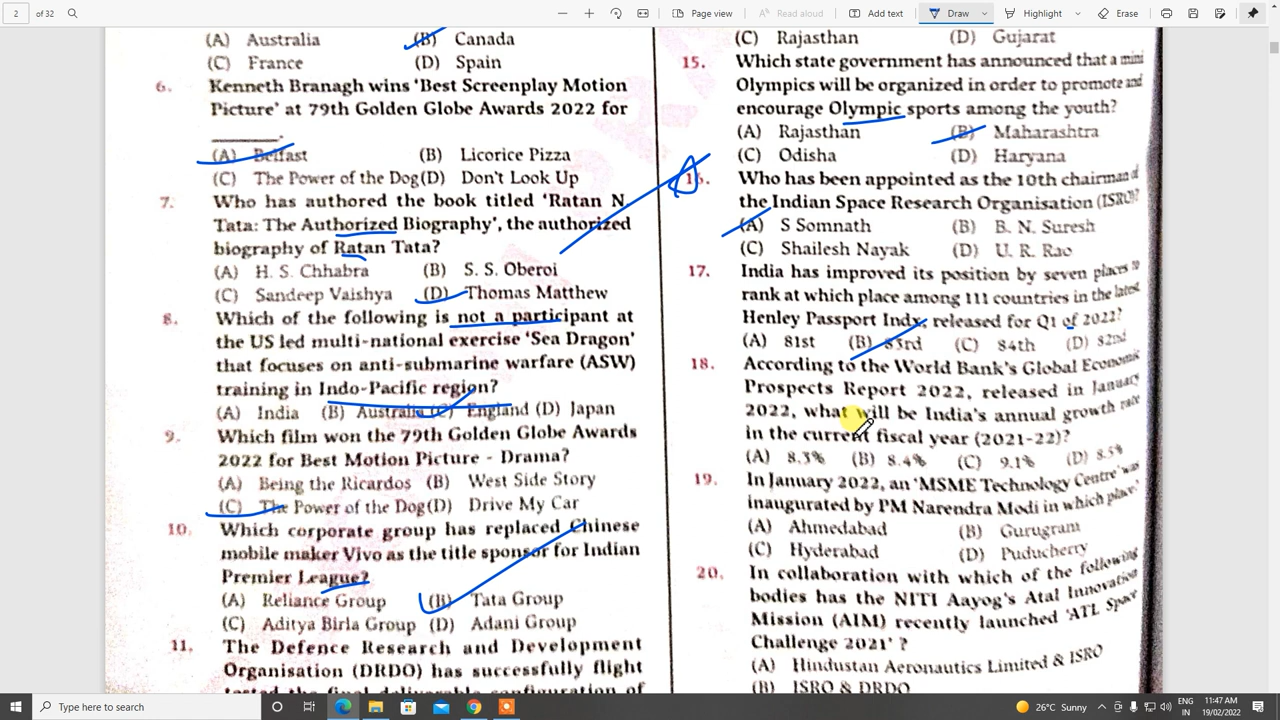 2
of 32
Page view
Read aloud
Add text
Draw
Highlight
Erase
(A) Australia (B) Canada
(C) France (D) Spain
6. Kenneth Branagh wins ‘Best Screenplay Motion
Picture’ at 79th Golden Globe Awards 2022 for
________.
(A) Belfast (B) Licorice Pizza
(C) The Power of the Dog(D) Don't Look Up
7. Who has authored the book titled ‘Ratan N.
Tata: The Authorized Biography’, the authorized
biography of Ratan Tata?
(A) H. S. Chhabra (B) S. S. Oberoi
(C) Sandeep Vaishya (D) Thomas Matthew
8. Which of the following is not a participant at
the US led multi-national exercise ‘Sea Dragon’
that focuses on anti-submarine warfare (ASW)
training in Indo-Pacific region?
(A) India (B) Australia (C) England (D) Japan
9. Which film won the 79th Golden Globe Awards
2022 for Best Motion Picture - Drama?
(A) Being the Ricardos (B) West Side Story
(C) The Power of the Dog(D) Drive My Car
10. Which corporate group has replaced Chinese
mobile maker Vivo as the title sponsor for Indian
Premier League?
(A) Reliance Group (B) Tata Group
(C) Aditya Birla Group (D) Adani Group
11. The Defence Research and Development
Organisation (DRDO) has successfully flight
tested the final deliverable configuration of
(C) Rajasthan (D) Gujarat
15. Which state government has announced that a mini
Olympics will be organized in order to promote and
encourage Olympic sports among the youth?
(A) Rajasthan (B) Maharashtra
(C) Odisha (D) Haryana
16. Who has been appointed as the 10th chairman of
the Indian Space Research Organisation (ISRO)?
(A) S Somnath (B) B. N. Suresh
(C) Shailesh Nayak (D) U. R. Rao
17. India has improved its position by seven places to
rank at which place among 111 countries in the latest
Henley Passport Indx, released for Q1 of 2022?
(A) 81st (B) 83rd (C) 84th (D) 82nd
18. According to the World Bank's Global Economic
Prospects Report 2022, released in January
2022, what will be India's annual growth rate
in the current fiscal year (2021-22)?
(A) 8.3% (B) 8.4% (C) 9.1% (D) 8.5%
19. In January 2022, an ‘MSME Technology Centre’ was
inaugurated by PM Narendra Modi in which place?
(A) Ahmedabad (B) Gurugram
(C) Hyderabad (D) Puducherry
20. In collaboration with which of the following
bodies has the NITI Aayog's Atal Innovation
Mission (AIM) recently launched ‘ATL Space
Challenge 2021’ ?
(A) Hindustan Aeronautics Limited & ISRO
(B) ISRO & DRDO
Type here to search
26°C Sunny
ENG
IN
11:47 AM
19/02/2022